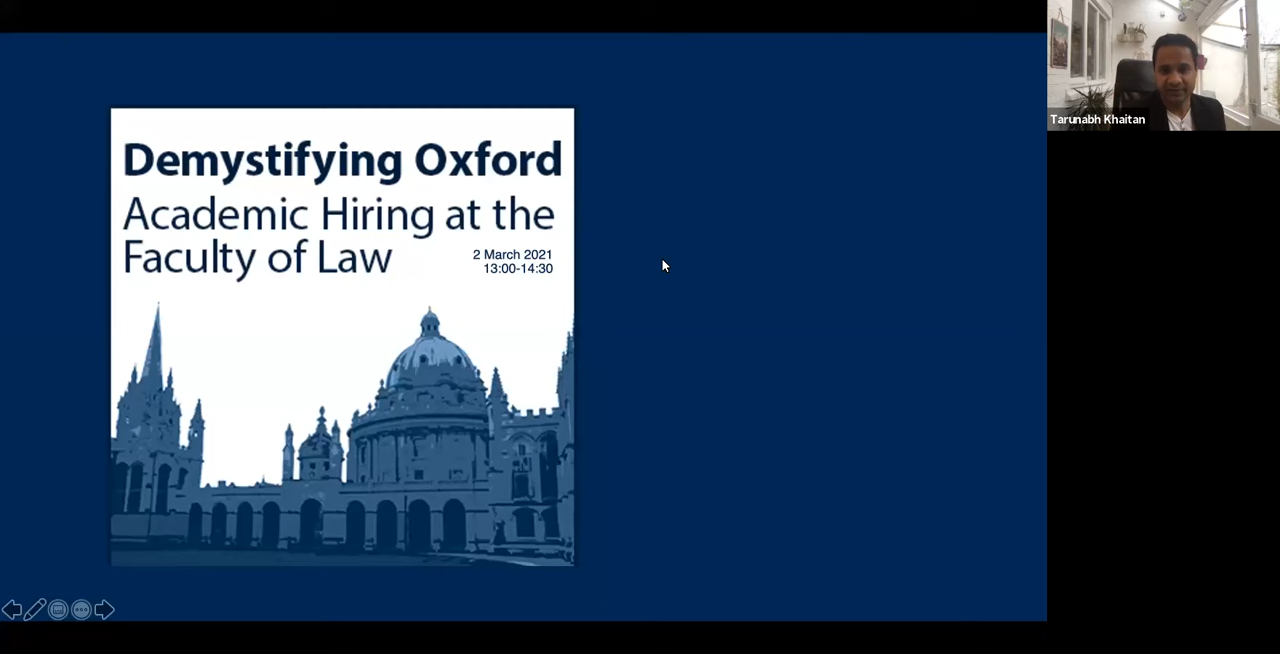 Demystifying Oxford
Academic Hiring at the
Faculty of Law
2 March 2021
13:00-14:30
Tarunabh Khaitan